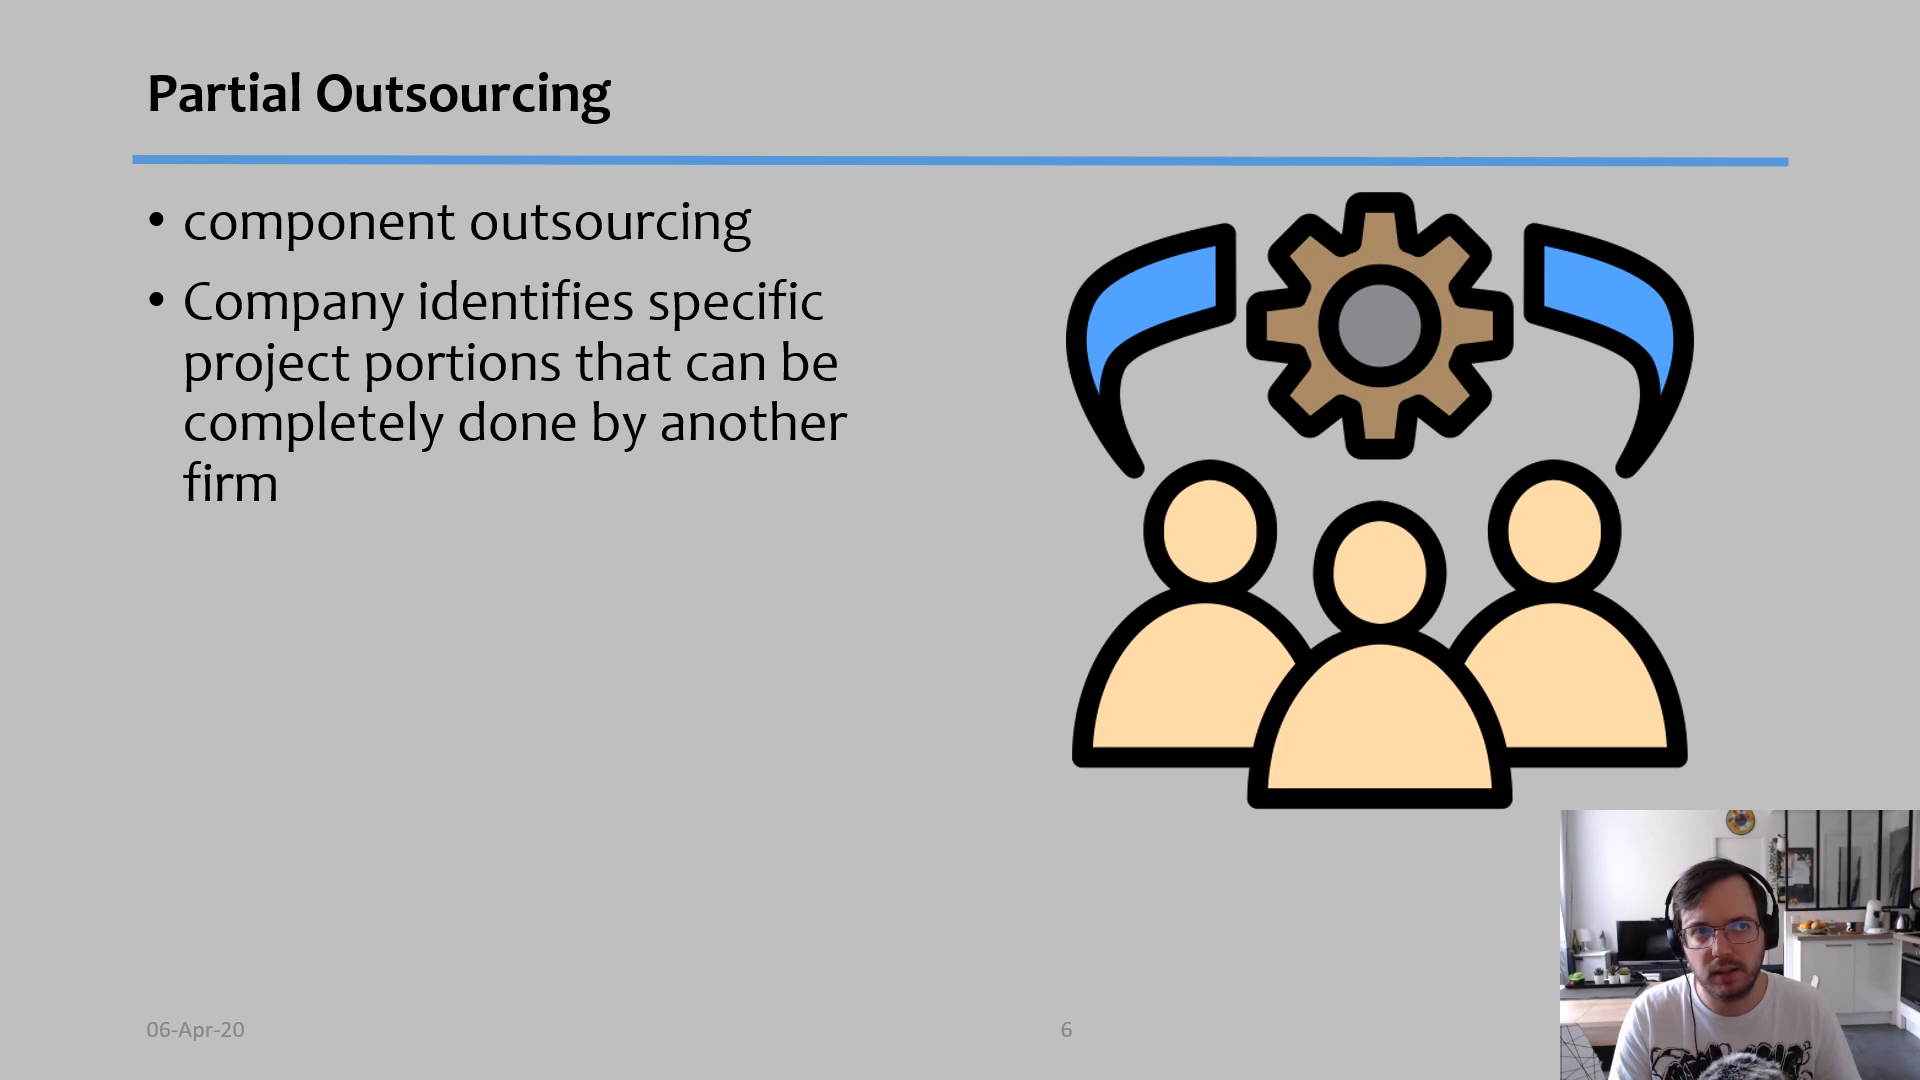 Partial Outsourcing
• component outsourcing
• Company identifies specific
project portions that can be
completely done by another
firm
06-Apr-20
6